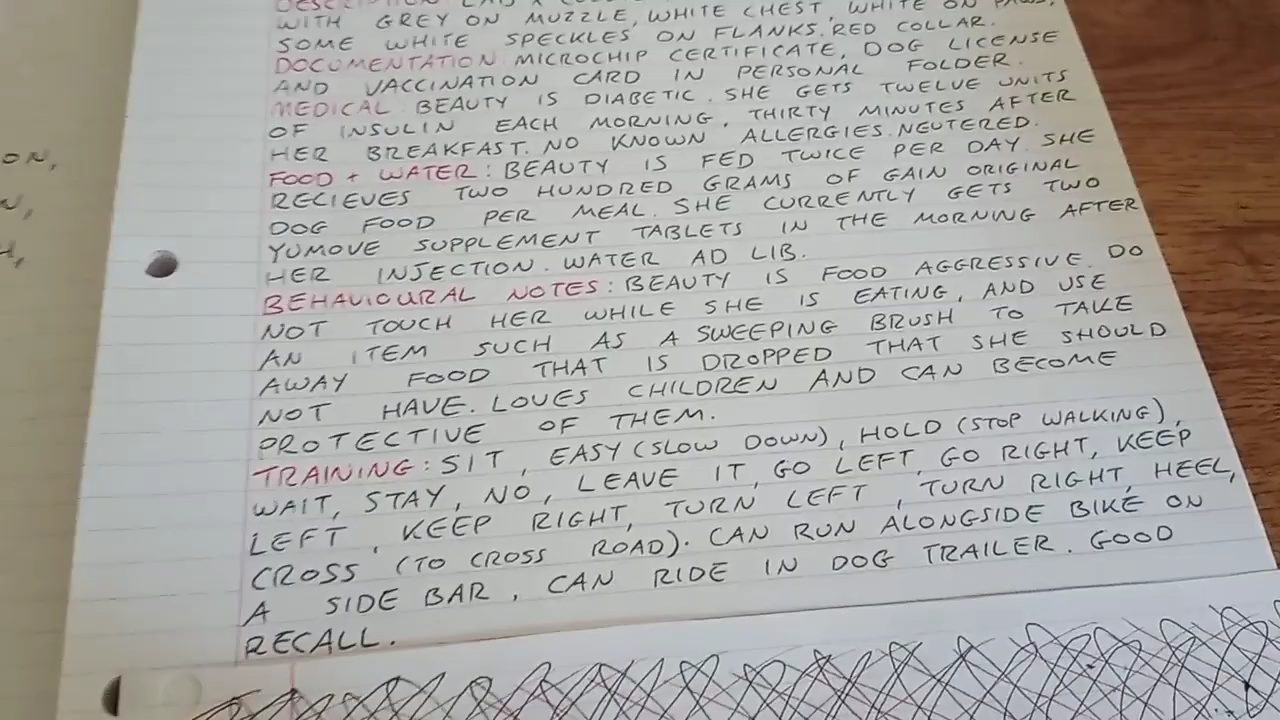 WITH GREY ON MUZZLE, WHITE CHEST, WHITE ON PAWS,
SOME WHITE SPECKLES ON FLANKS. RED COLLAR.
DOCUMENTATION: MICROCHIP CERTIFICATE, DOG LICENSE
AND VACCINATION CARD IN PERSONAL FOLDER.
MEDICAL: BEAUTY IS DIABETIC. SHE GETS TWELVE UNITS
OF INSULIN EACH MORNING, THIRTY MINUTES AFTER
HER BREAKFAST. NO KNOWN ALLERGIES. NEUTERED.
FOOD + WATER: BEAUTY IS FED TWICE PER DAY. SHE
RECIEVES TWO HUNDRED GRAMS OF GAIN ORIGINAL
DOG FOOD PER MEAL. SHE CURRENTLY GETS TWO
YUMOVE SUPPLEMENT TABLETS IN THE MORNING AFTER
HER INJECTION. WATER AD LIB.
BEHAVIOURAL NOTES: BEAUTY IS FOOD AGGRESSIVE. DO
NOT TOUCH HER WHILE SHE IS EATING, AND USE
AN ITEM SUCH AS A SWEEPING BRUSH TO TAKE
AWAY FOOD THAT IS DROPPED THAT SHE SHOULD
NOT HAVE. LOVES CHILDREN AND CAN BECOME
PROTECTIVE OF THEM.
TRAINING: SIT, EASY (SLOW DOWN), HOLD (STOP WALKING),
WAIT, STAY, NO, LEAVE IT, GO LEFT, GO RIGHT, KEEP
LEFT, KEEP RIGHT, TURN LEFT, TURN RIGHT, HEEL,
CROSS (TO CROSS ROAD). CAN RUN ALONGSIDE BIKE ON
A SIDE BAR, CAN RIDE IN DOG TRAILER. GOOD
RECALL.